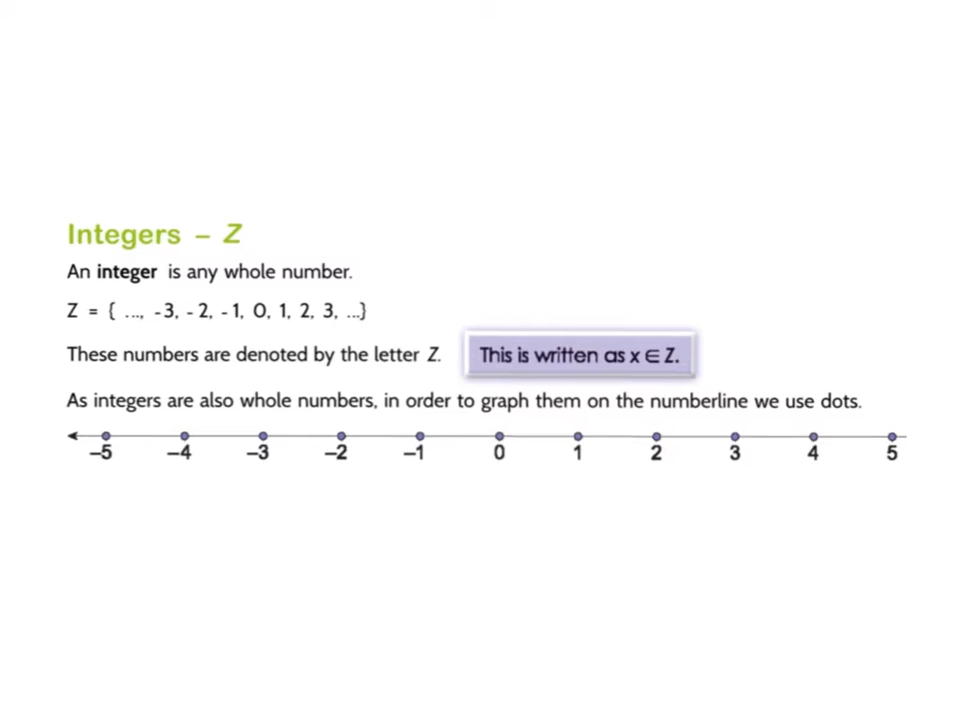 Integers – Z
An integer is any whole number.
Z = { ..., -3, -2, -1, 0, 1, 2, 3, ...}
These numbers are denoted by the letter Z. This is written as x ∈ Z.
As integers are also whole numbers, in order to graph them on the numberline we use dots.
–5 –4 –3 –2 –1 0 1 2 3 4 5